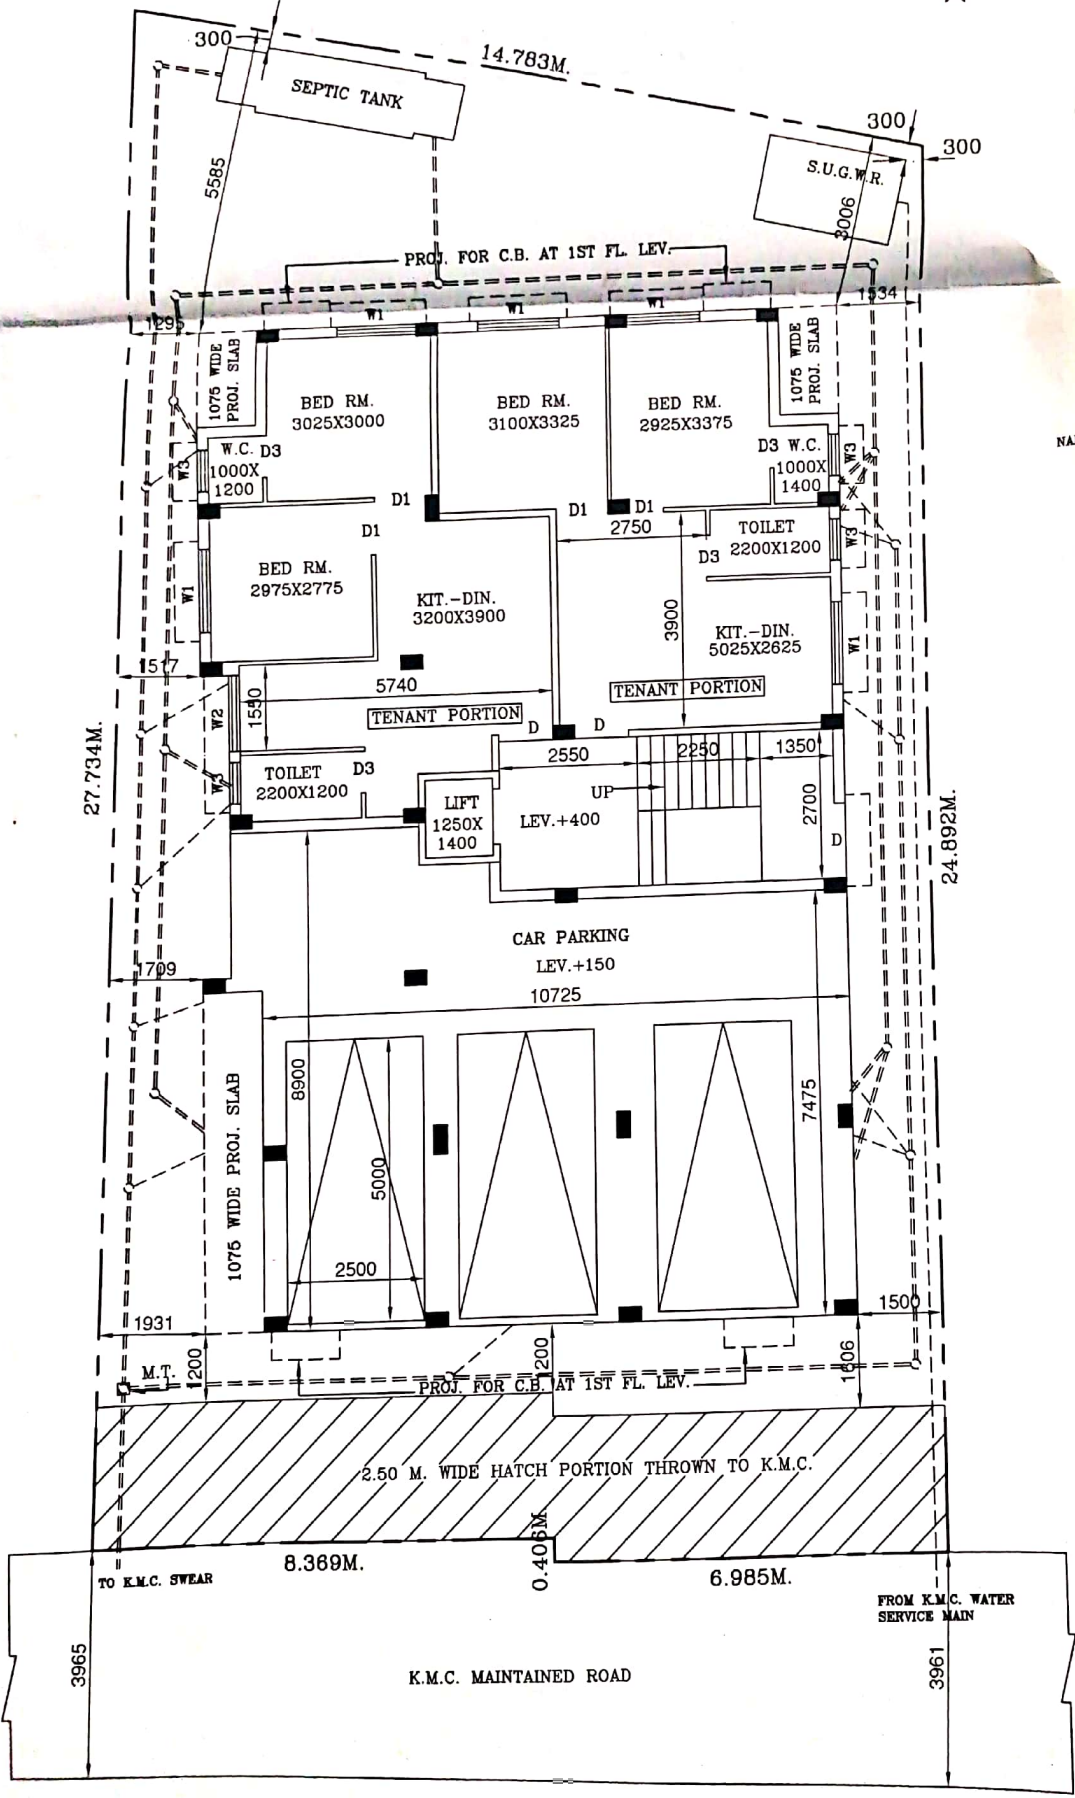 300
14.783M.
SEPTIC TANK
300
300
S.U.G.W.R.
5585
3006
PROJ. FOR C.B. AT 1ST FL. LEV.
1295
1534
W1
W1
W1
1075 WIDE
PROJ. SLAB
1075 WIDE
PROJ. SLAB
BED RM.
3025X3000
BED RM.
3100X3325
BED RM.
2925X3375
NA
W.C. D3
1000X
1200
W3
D3 W.C.
1000X
1400
W3
D1
D1
D1
D1
2750
TOILET
2200X1200
D3
W3
BED RM.
2975X2775
W1
KIT.-DIN.
3200X3900
3900
KIT.-DIN.
5025X2625
W1
1517
5740
1550
W2
TENANT PORTION
TENANT PORTION
D
D
27.734M.
2550
2250
1350
TOILET
2200X1200
D3
W3
LIFT
1250X
1400
UP
LEV.+400
2700
D
24.892M.
CAR PARKING
LEV.+150
1709
10725
8900
7475
1075 WIDE PROJ. SLAB
5000
2500
1931
1500
M.T.
1200
1200
1606
PROJ. FOR C.B. AT 1ST FL. LEV.
2.50 M. WIDE HATCH PORTION THROWN TO K.M.C.
8.369M.
0.406M.
6.985M.
TO K.M.C. SWEAR
FROM K.M.C. WATER
SERVICE MAIN
3965
K.M.C. MAINTAINED ROAD
3961